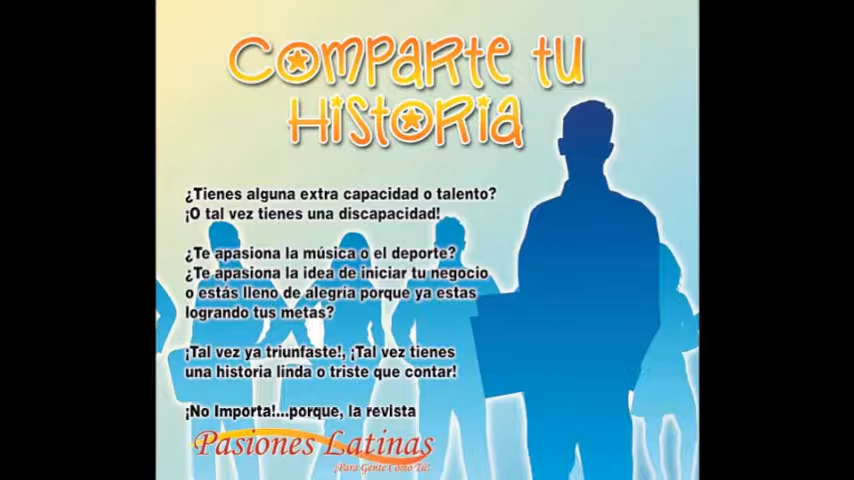 Comparte tu
Historia
¿Tienes alguna extra capacidad o talento?
¡O tal vez tienes una discapacidad!
¿Te apasiona la música o el deporte?
¿Te apasiona la idea de iniciar tu negocio
o estás lleno de alegría porque ya estas
logrando tus metas?
¡Tal vez ya triunfaste!, ¡Tal vez tienes
una historia linda o triste que contar!
¡No Importa!...porque, la revista
Pasiones Latinas
¡Para Gente Como Tú!